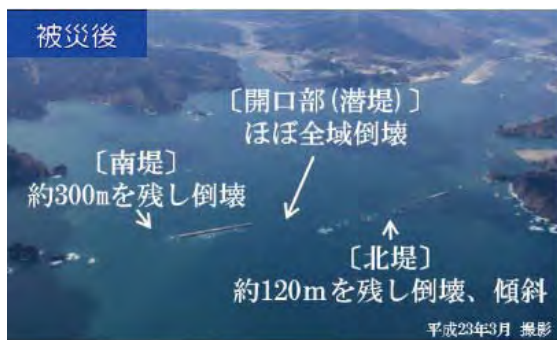 被災後
〔開口部(潜堤)〕
ほぼ全域倒壊
〔南堤〕
約300mを残し倒壊
〔北堤〕
約120mを残し倒壊、傾斜
平成23年3月 撮影